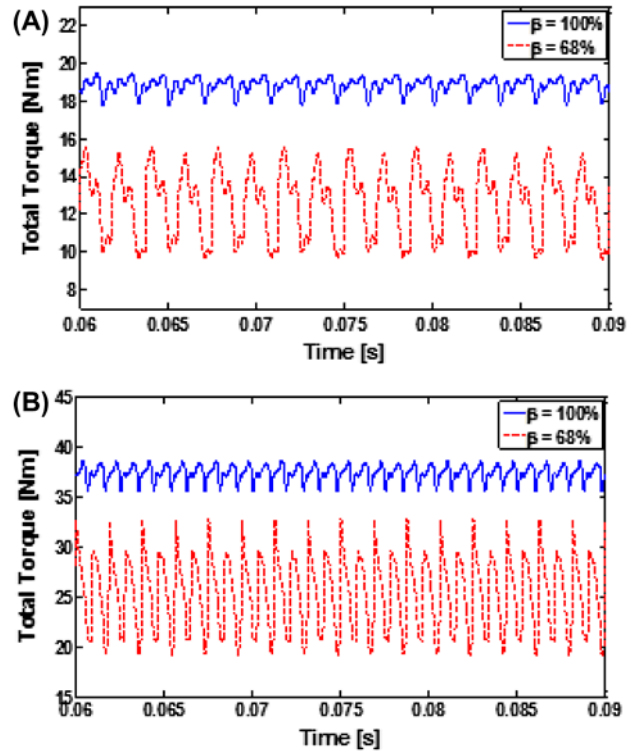 (A)
22
20
18
16
14
12
10
8
Total Torque [Nm]
β = 100%
β = 68%
0.06
0.065
0.07
0.075
0.08
0.085
0.09
Time [s]
(B)
45
40
35
30
25
20
15
Total Torque [Nm]
β = 100%
β = 68%
0.06
0.065
0.07
0.075
0.08
0.085
0.09
Time [s]